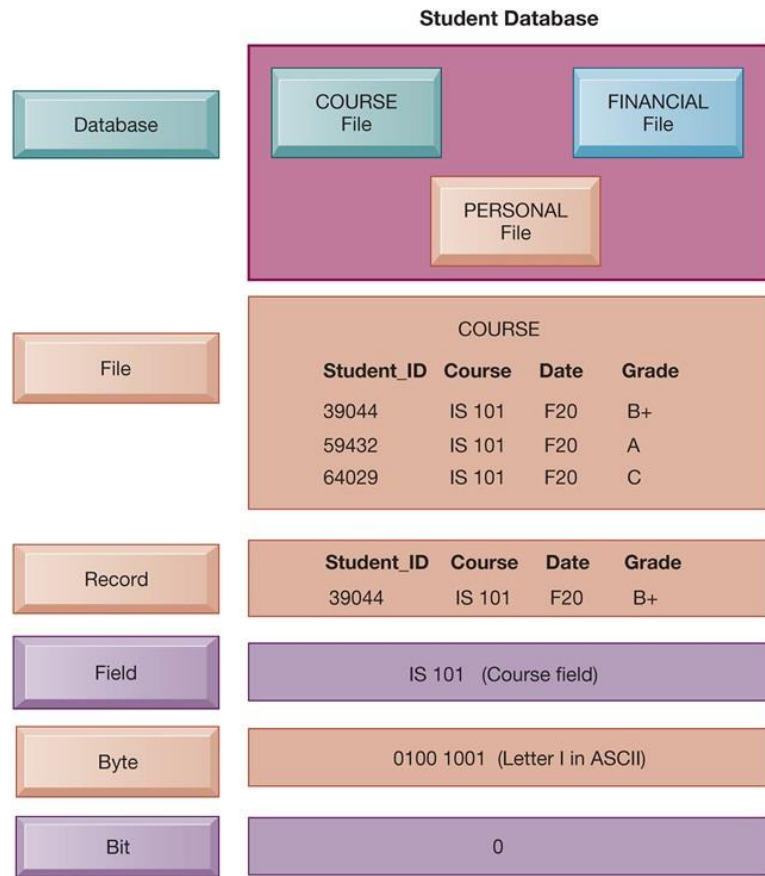 Student Database
Database
COURSE
File
FINANCIAL
File
PERSONAL
File
File
COURSE
Student_ID Course Date Grade
39044 IS 101 F20 B+
59432 IS 101 F20 A
64029 IS 101 F20 C
Record
Student_ID Course Date Grade
39044 IS 101 F20 B+
Field
IS 101 (Course field)
Byte
0100 1001 (Letter I in ASCII)
Bit
0